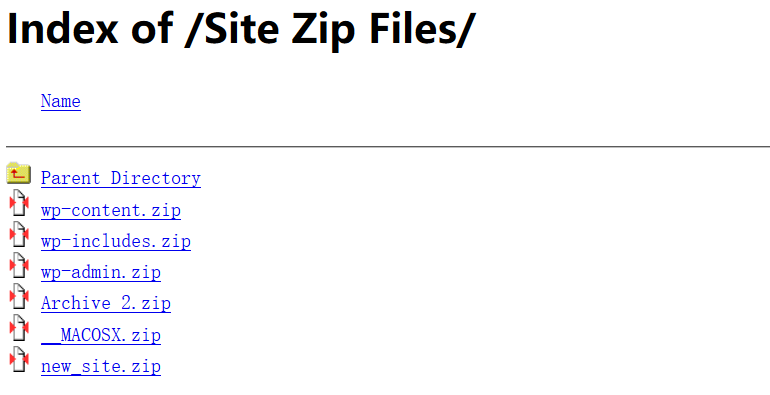 Index of /Site Zip Files/
Name
Parent Directory
wp-content.zip
wp-includes.zip
wp-admin.zip
Archive 2.zip
__MACOSX.zip
new_site.zip